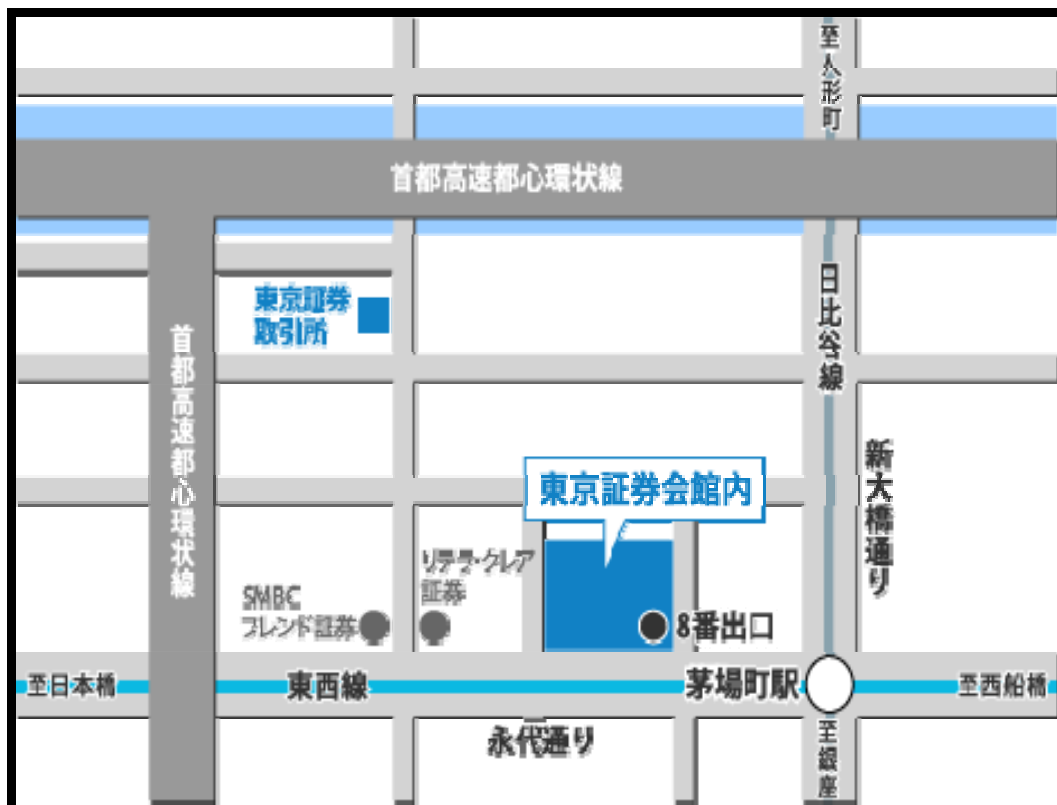 至人形町
首都高速都心環状線
東京証券
取引所
日比谷線
首都高速都心環状線
新大橋通り
東京証券会館内
リテラ・クレア
証券
SMBC
フレンド証券
8番出口
至日本橋
東西線
茅場町駅
至西船橋
永代通り
至銀座